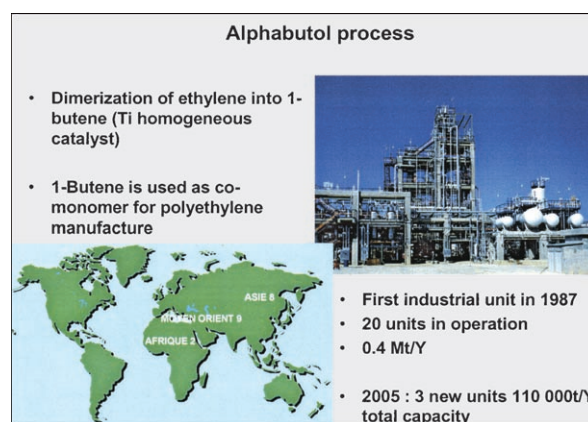 Alphabutol process
• Dimerization of ethylene into 1-
butene (Ti homogeneous
catalyst)
• 1-Butene is used as co-
monomer for polyethylene
manufacture
ASIE 8
MOYEN ORIENT 9
AFRIQUE 2
• First industrial unit in 1987
• 20 units in operation
• 0.4 Mt/Y
• 2005 : 3 new units 110 000t/Y
total capacity